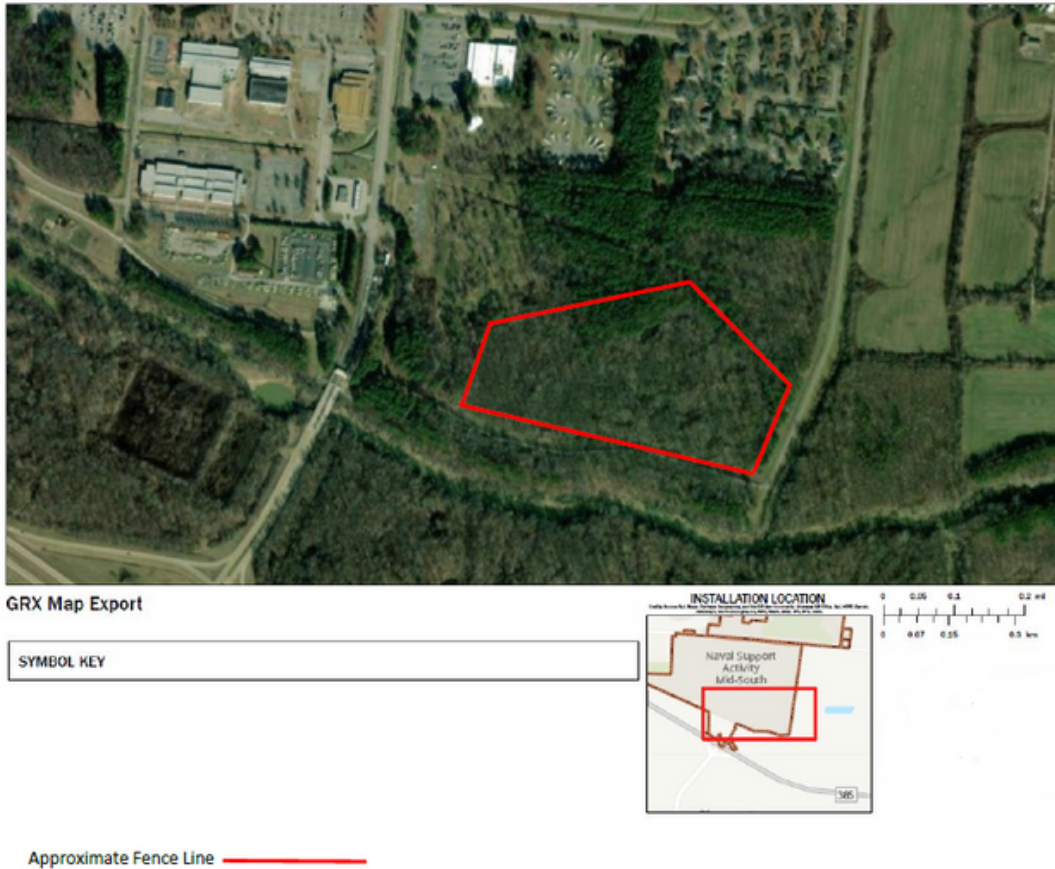 GRX Map Export
SYMBOL KEY
INSTALLATION LOCATION
Naval Support
Activity
Mid-South
385
0 0.05 0.1 0.2 mi
0 0.07 0.15 0.3 km
Approximate Fence Line